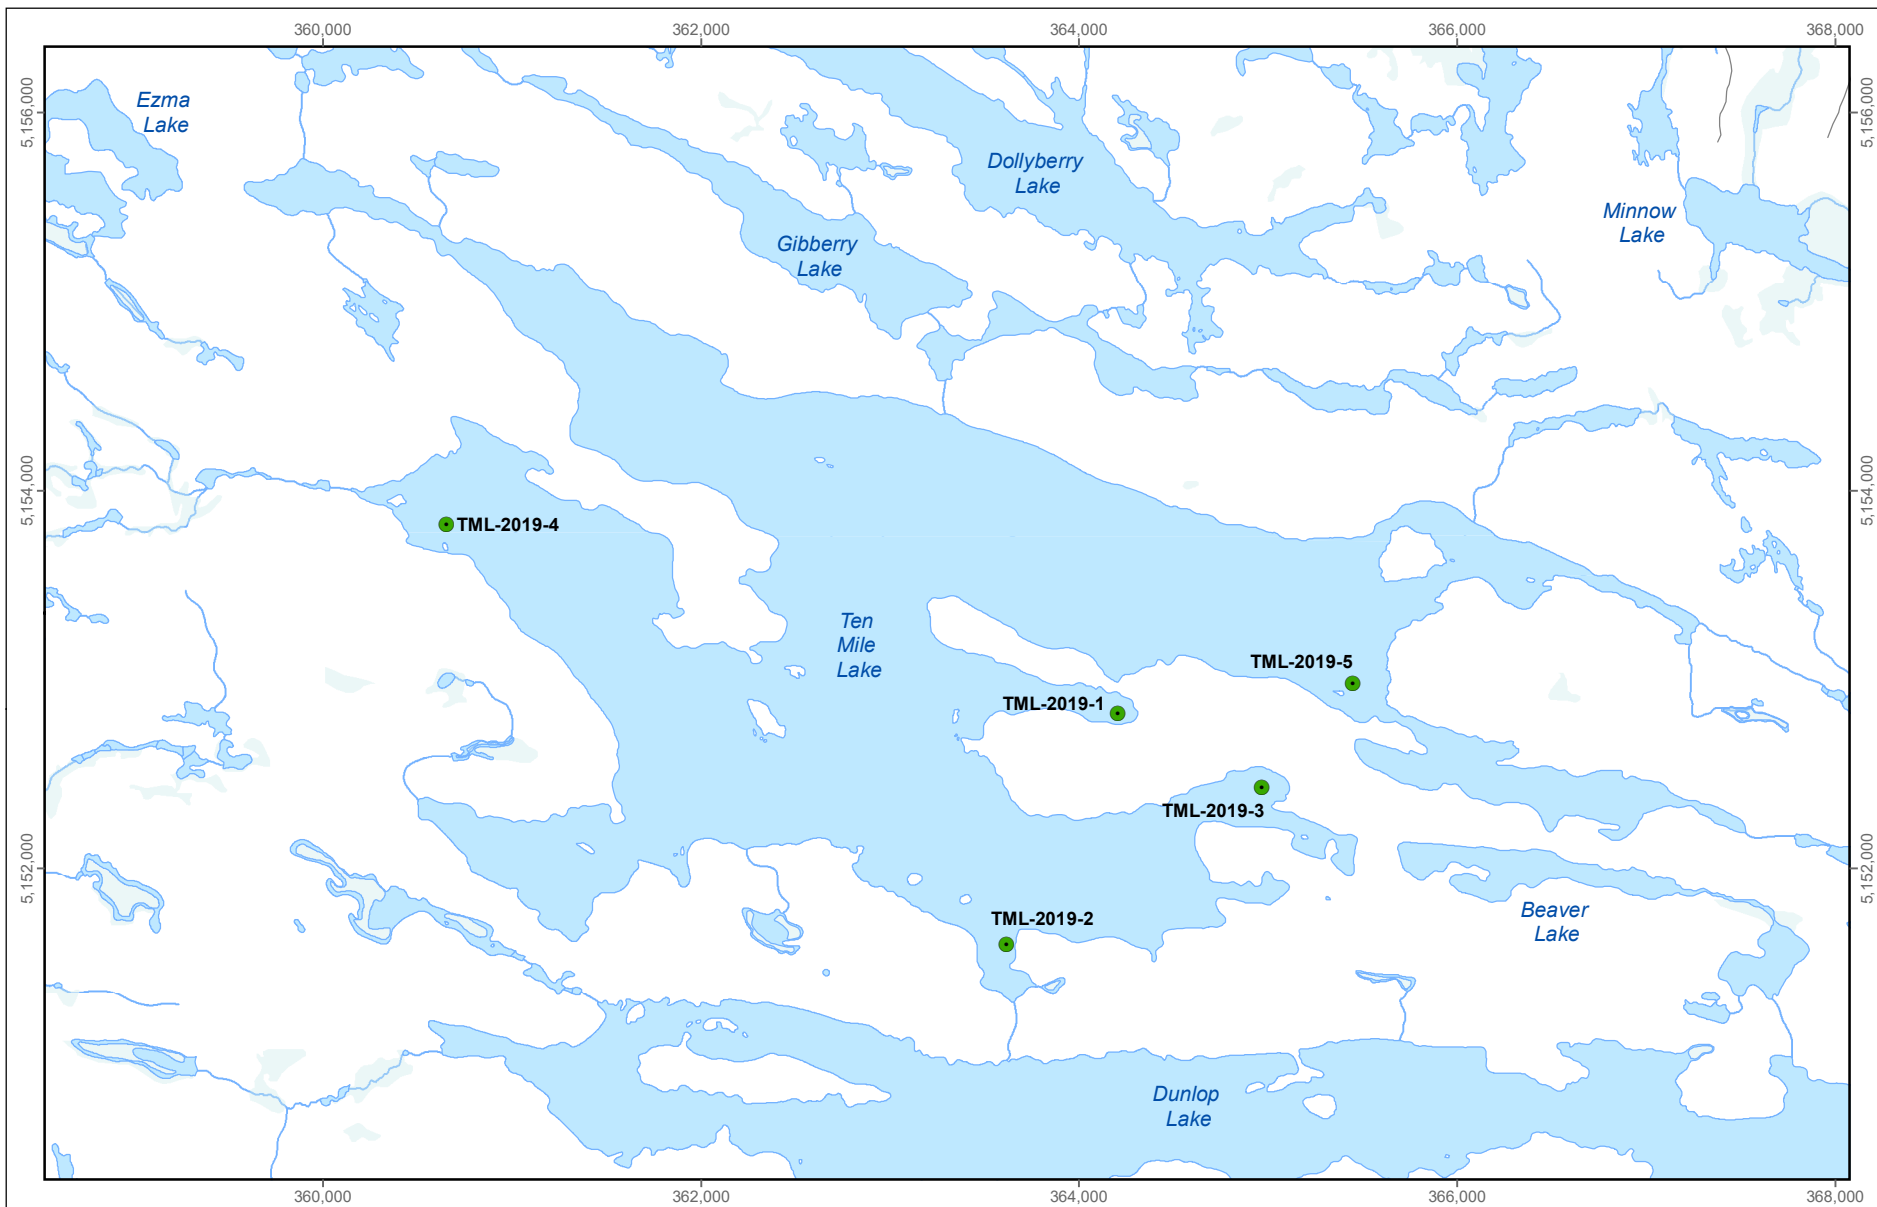 360,000
362,000
364,000
366,000
368,000
5,156,000
5,156,000
Ezma
Lake
Dollyberry
Lake
Minnow
Lake
Gibberry
Lake
5,154,000
5,154,000
TML-2019-4
Ten
Mile
Lake
TML-2019-5
TML-2019-1
TML-2019-3
5,152,000
5,152,000
TML-2019-2
Beaver
Lake
Dunlop
Lake
360,000
362,000
364,000
366,000
368,000